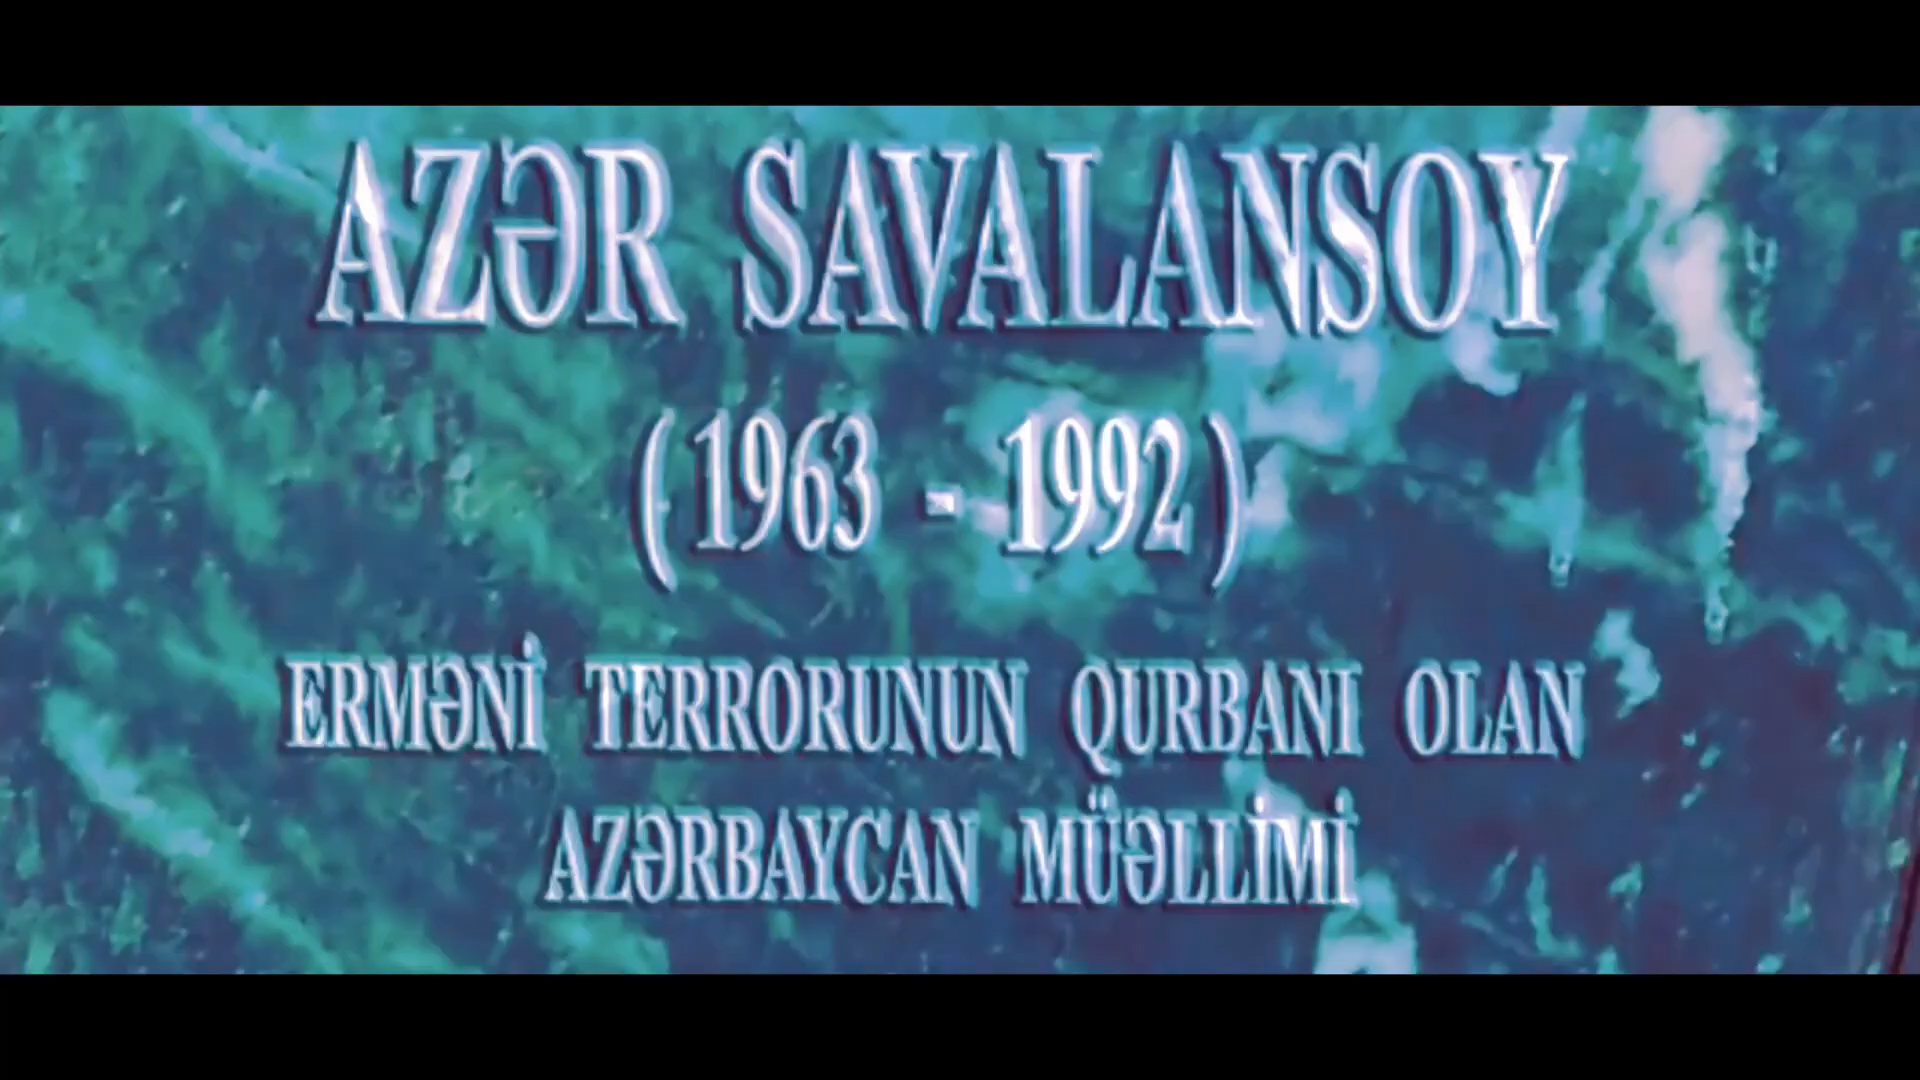 AZƏR SAVALANSOY
( 1963 - 1992 )
ERMƏNİ TERRORUNUN QURBANI OLAN
AZƏRBAYCAN MÜƏLLİMİ